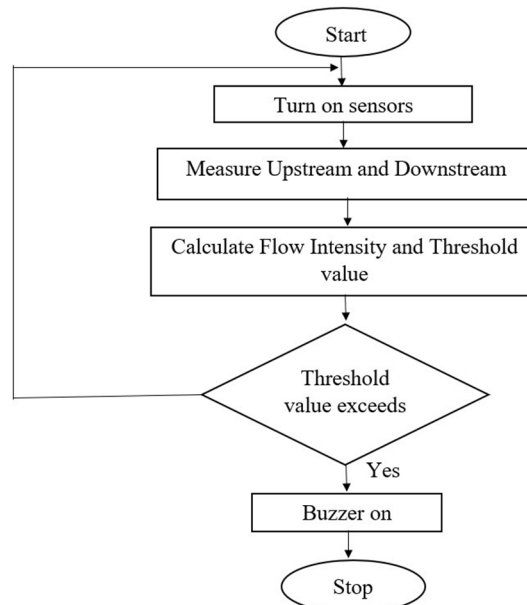 Start
Turn on sensors
Measure Upstream and Downstream
Calculate Flow Intensity and Threshold
value
Threshold
value exceeds
Yes
Buzzer on
Stop